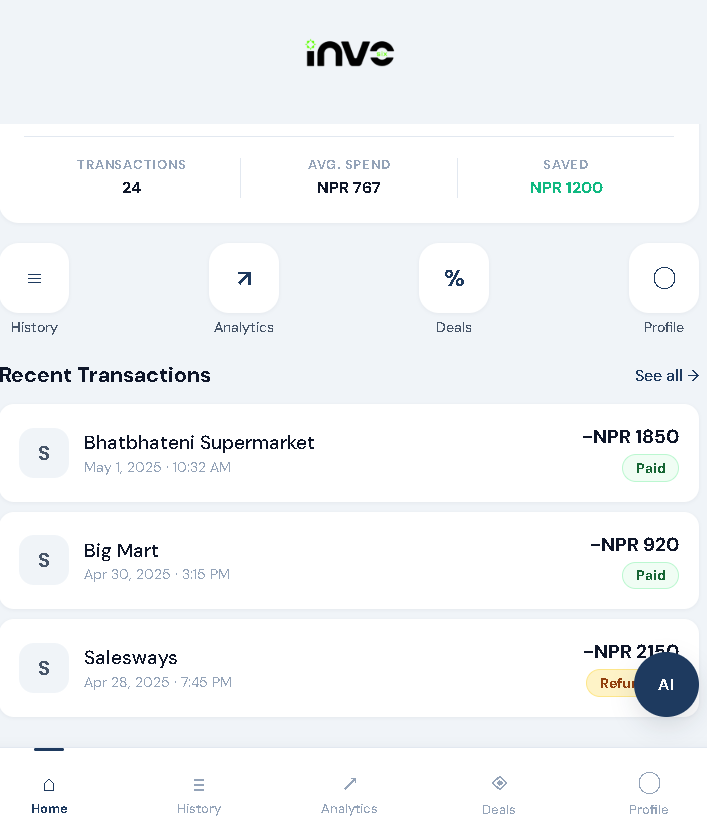 invo
TRANSACTIONS AVG. SPEND SAVED
24 NPR 767 NPR 1200
%
History Analytics Deals Profile
Recent Transactions See all →
S Bhatbhateni Supermarket −NPR 1850
May 1, 2025 · 10:32 AM Paid
S Big Mart −NPR 920
Apr 30, 2025 · 3:15 PM Paid
S Salesways −NPR 2150
Apr 28, 2025 · 7:45 PM Refun
AI
Home History Analytics Deals Profile